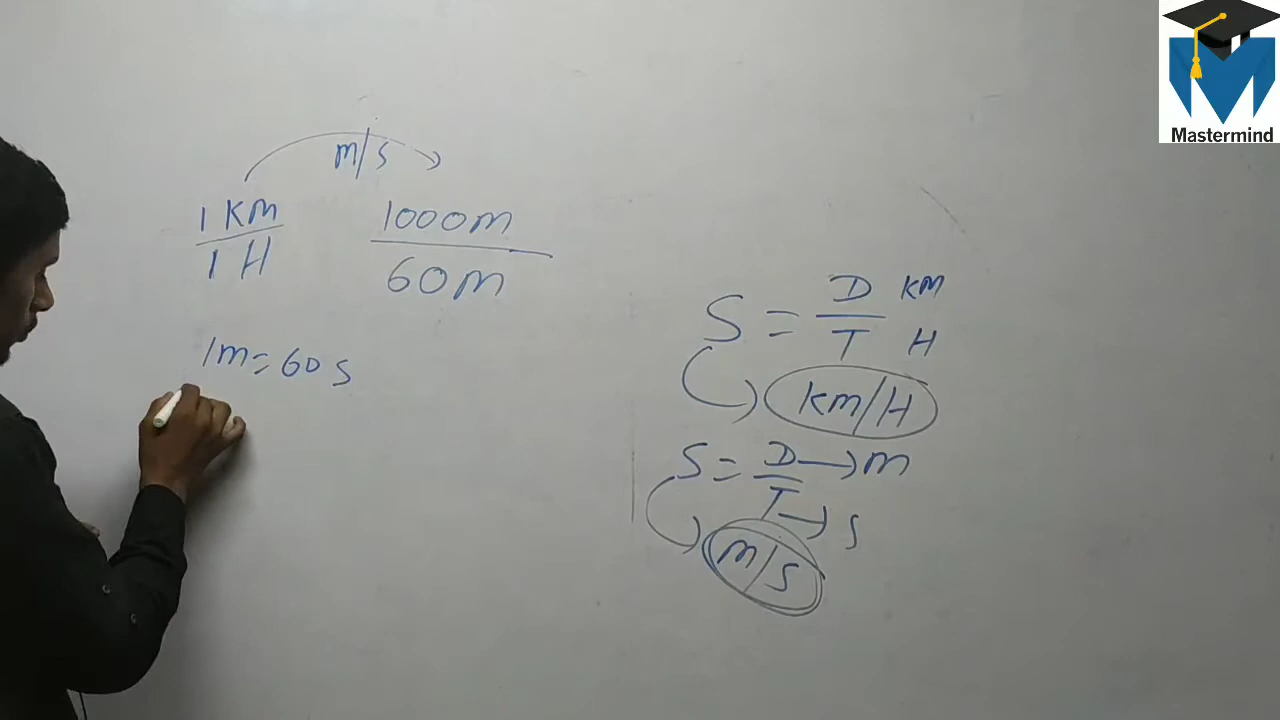 m/s
1 KM
1 H
1000m
60m
1m = 60 s
S = D/T KM H
km/H
S = D/T → m → s
m/s
Mastermind